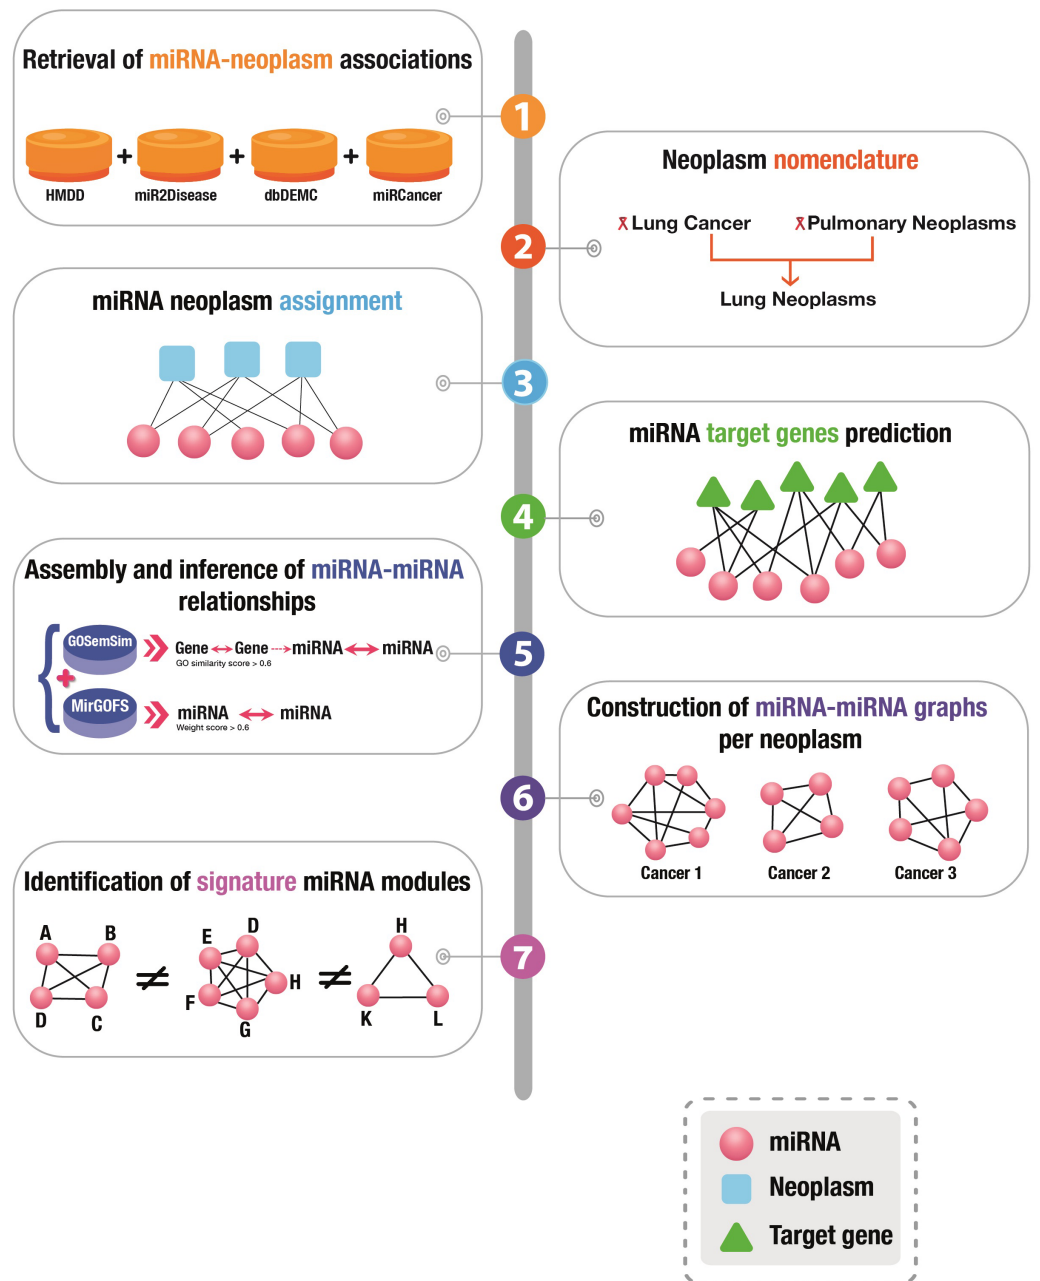 Retrieval of miRNA-neoplasm associations
HMDD + miR2Disease + dbDEMC + miRCancer
1
Neoplasm nomenclature
Lung Cancer Pulmonary Neoplasms
Lung Neoplasms
2
miRNA neoplasm assignment
3
miRNA target genes prediction
4
Assembly and inference of miRNA-miRNA
relationships
GOSemSim Gene Gene miRNA miRNA
GO similarity score > 0.6
+
MirGOFS miRNA miRNA
Weight score > 0.6
5
Construction of miRNA-miRNA graphs
per neoplasm
Cancer 1 Cancer 2 Cancer 3
6
Identification of signature miRNA modules
A B D C
≠
E D H F G
≠
H K L
7
miRNA
Neoplasm
Target gene